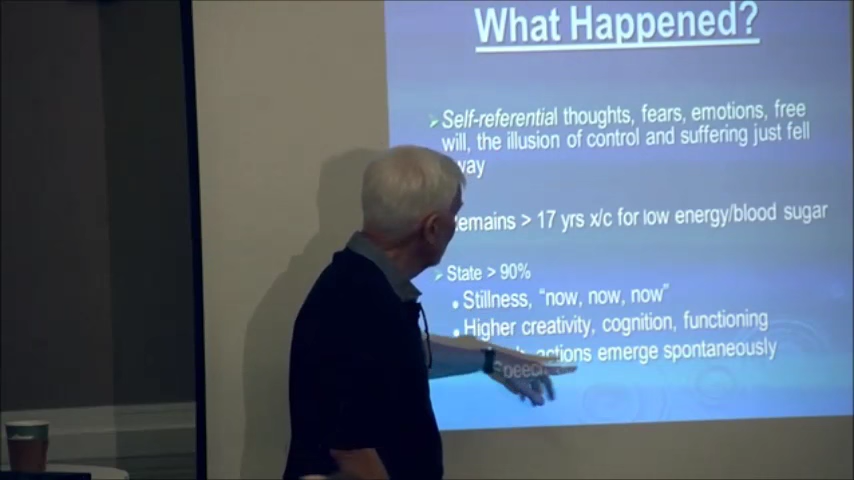 What Happened?
Self-referential thoughts, fears, emotions, free
will, the illusion of control and suffering just fell
way
emains > 17 yrs x/c for low energy/blood sugar
State > 90%
Stillness, "now, now, now"
Higher creativity, cognition, functioning
actions emerge spontaneously